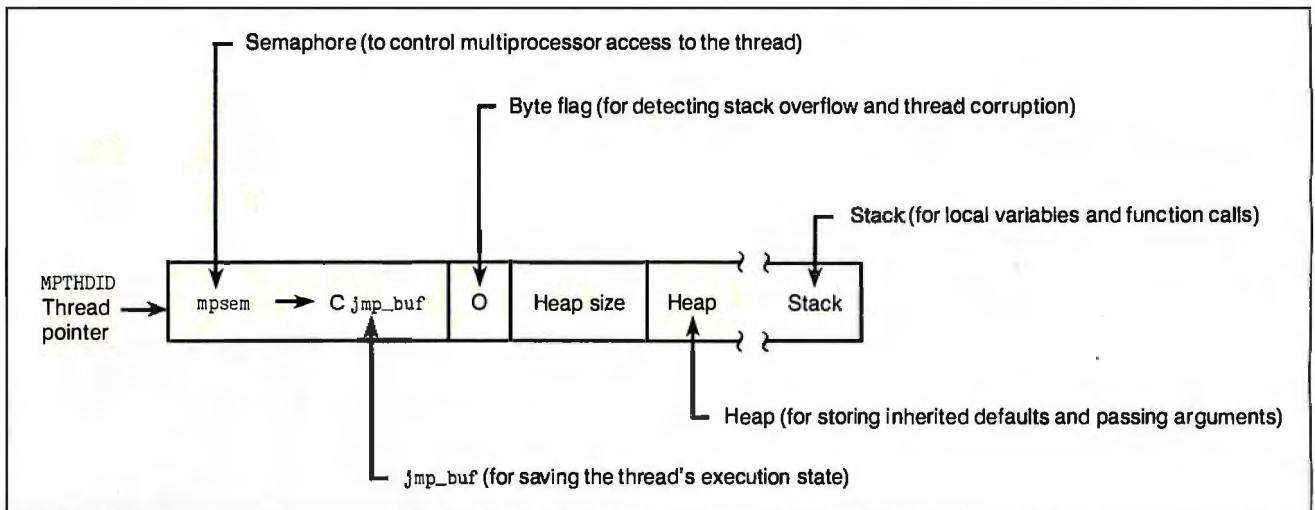 Semaphore (to control multiprocessor access to the thread)
Byte flag (for detecting stack overflow and thread corruption)
Stack (for local variables and function calls)
MPTHDID
Thread
pointer
mpsem
C jmp_buf
O
Heap size
Heap
Stack
Heap (for storing inherited defaults and passing arguments)
jmp_buf (for saving the thread's execution state)